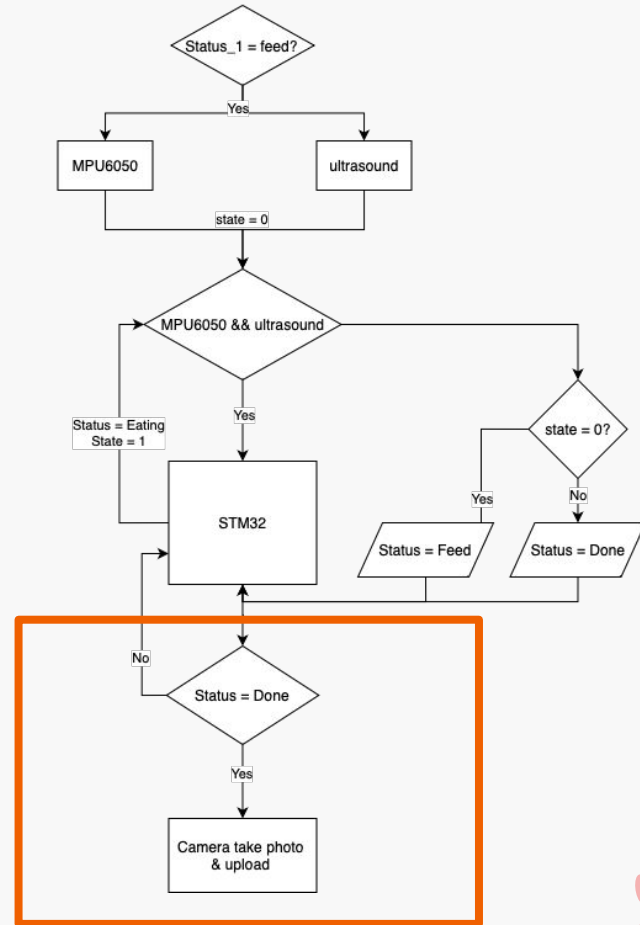 Status_1 = feed?
Yes
MPU6050
ultrasound
state = 0
MPU6050 && ultrasound
Status = Eating
State = 1
Yes
state = 0?
STM32
Yes
No
Status = Feed
Status = Done
No
Status = Done
Yes
Camera take photo
& upload